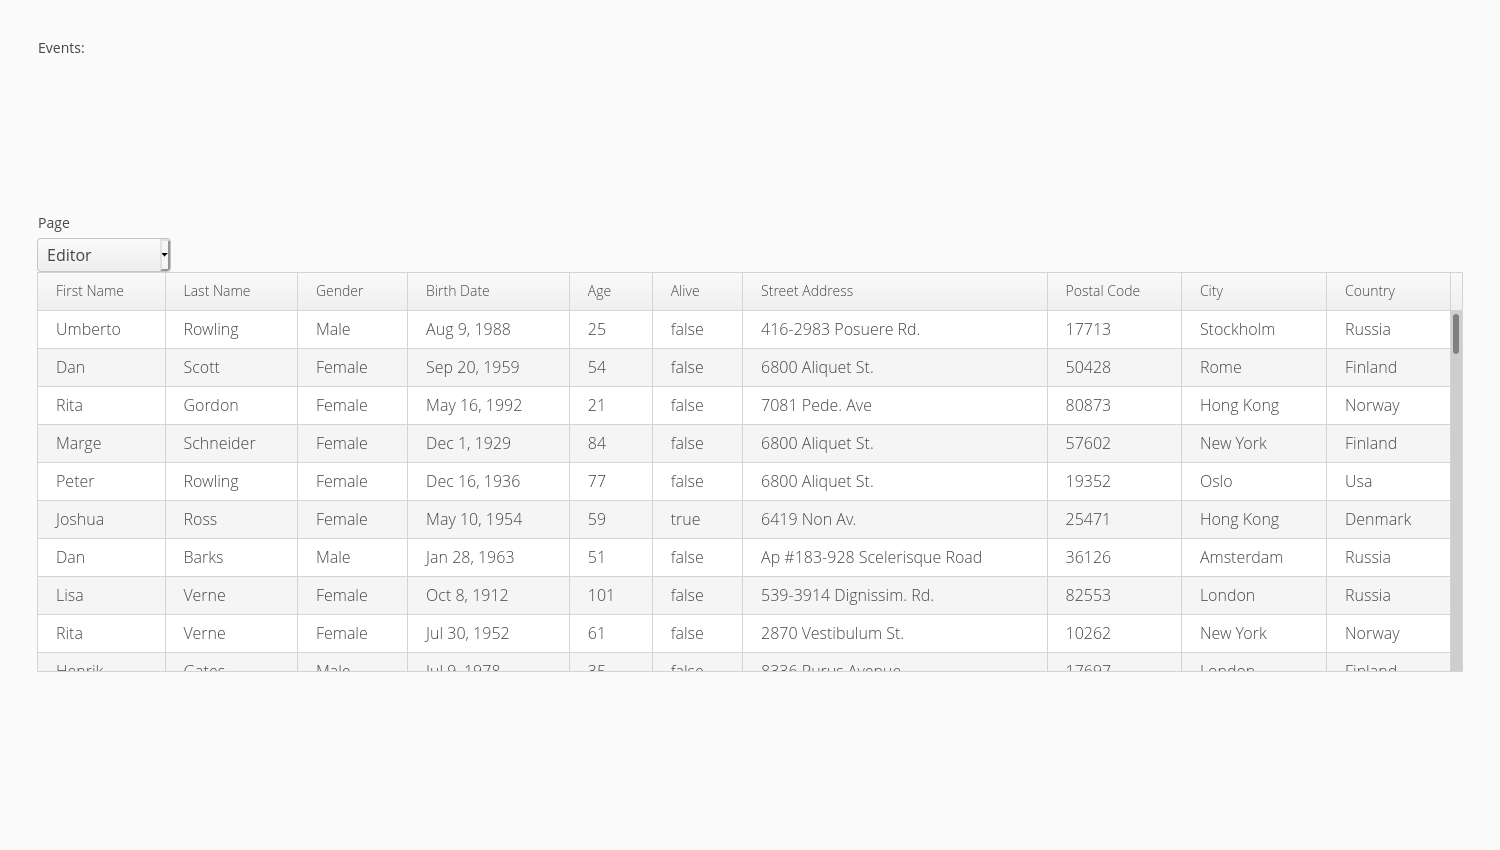 Events:
Page
Editor
First Name Last Name Gender Birth Date Age Alive Street Address Postal Code City Country
Umberto Rowling Male Aug 9, 1988 25 false 416-2983 Posuere Rd. 17713 Stockholm Russia
Dan Scott Female Sep 20, 1959 54 false 6800 Aliquet St. 50428 Rome Finland
Rita Gordon Female May 16, 1992 21 false 7081 Pede. Ave 80873 Hong Kong Norway
Marge Schneider Female Dec 1, 1929 84 false 6800 Aliquet St. 57602 New York Finland
Peter Rowling Female Dec 16, 1936 77 false 6800 Aliquet St. 19352 Oslo Usa
Joshua Ross Female May 10, 1954 59 true 6419 Non Av. 25471 Hong Kong Denmark
Dan Barks Male Jan 28, 1963 51 false Ap #183-928 Scelerisque Road 36126 Amsterdam Russia
Lisa Verne Female Oct 8, 1912 101 false 539-3914 Dignissim. Rd. 82553 London Russia
Rita Verne Female Jul 30, 1952 61 false 2870 Vestibulum St. 10262 New York Norway
Henrik Gates Male Jul 9, 1978 35 false 8336 Purus Avenue 17697 London Finland